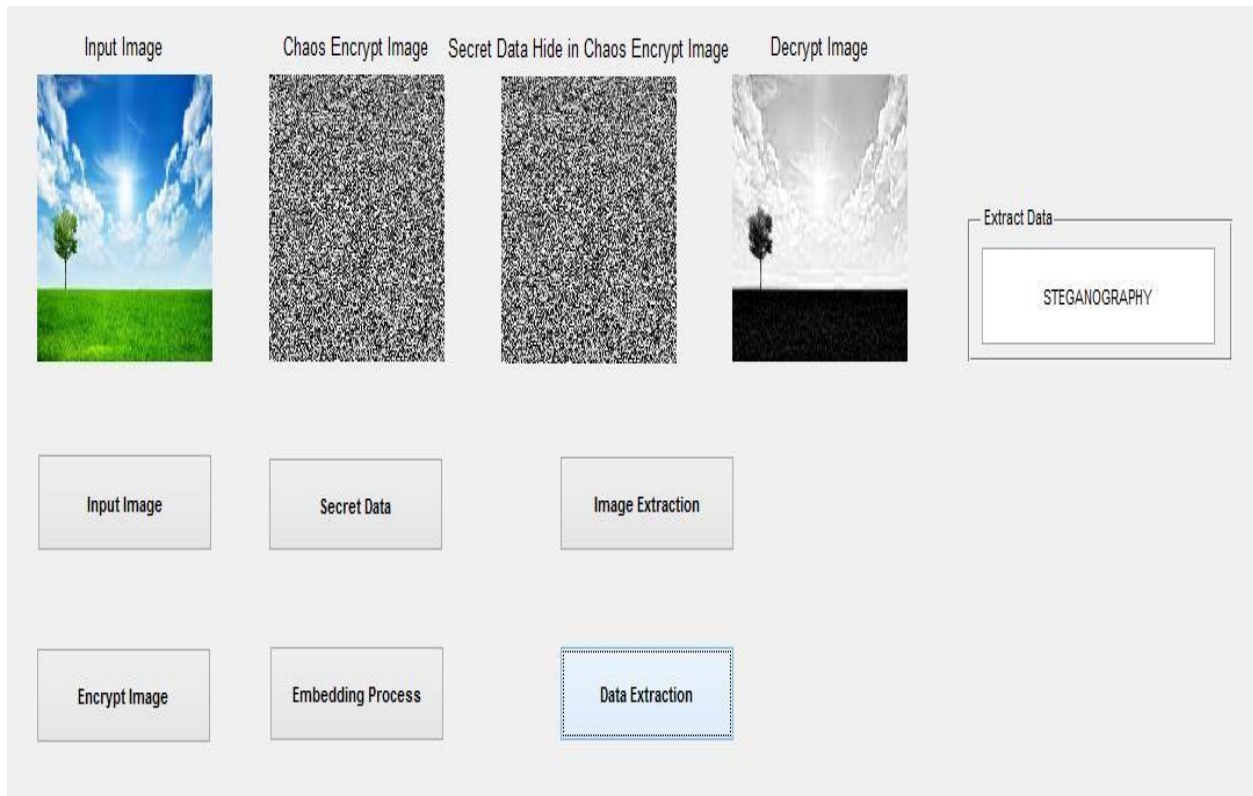 Input Image
Chaos Encrypt Image
Secret Data Hide in Chaos Encrypt Image
Decrypt Image
Extract Data
STEGANOGRAPHY
Input Image
Secret Data
Image Extraction
Encrypt Image
Embedding Process
Data Extraction